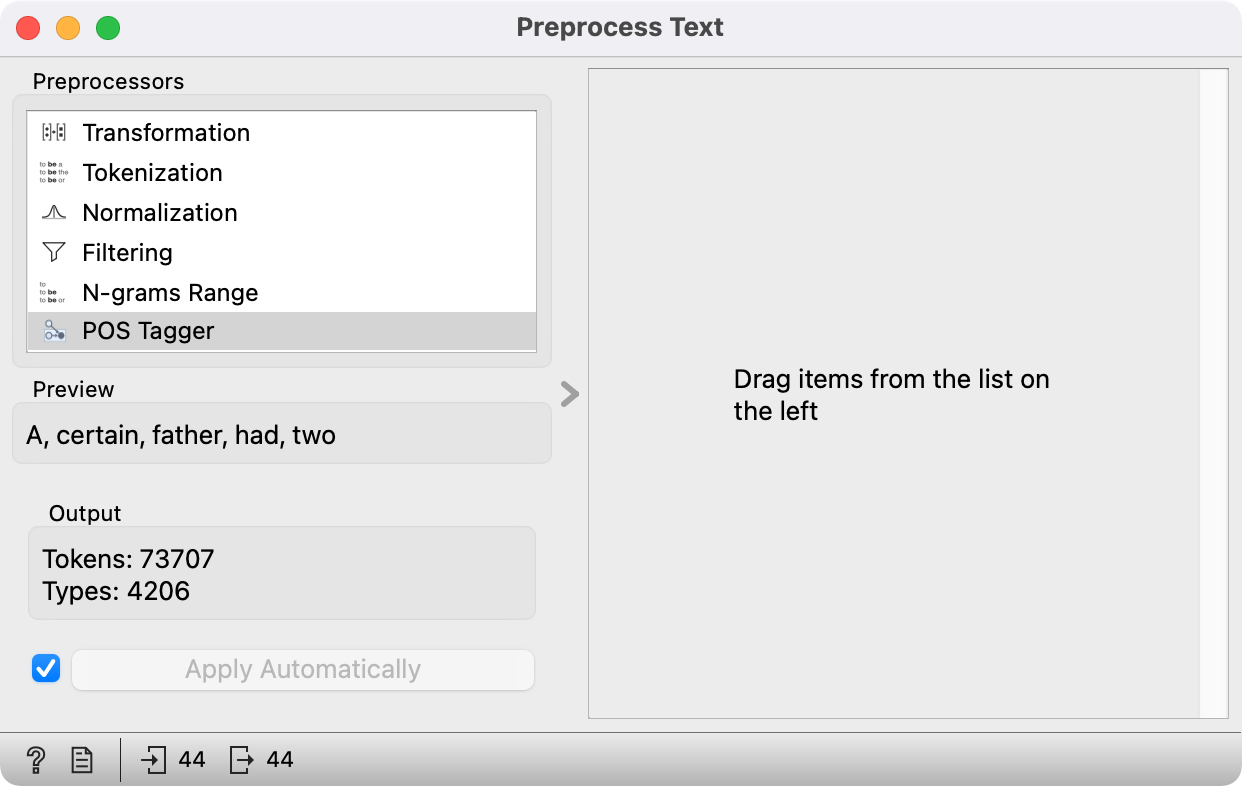 Preprocess Text
Preprocessors
Transformation
to be a
to be the
to be or
Tokenization
Normalization
Filtering
to
to be
to be or
N-grams Range
POS Tagger
Preview
A, certain, father, had, two
Output
Tokens: 73707
Types: 4206
Apply Automatically
Drag items from the list on
the left
? 44 44